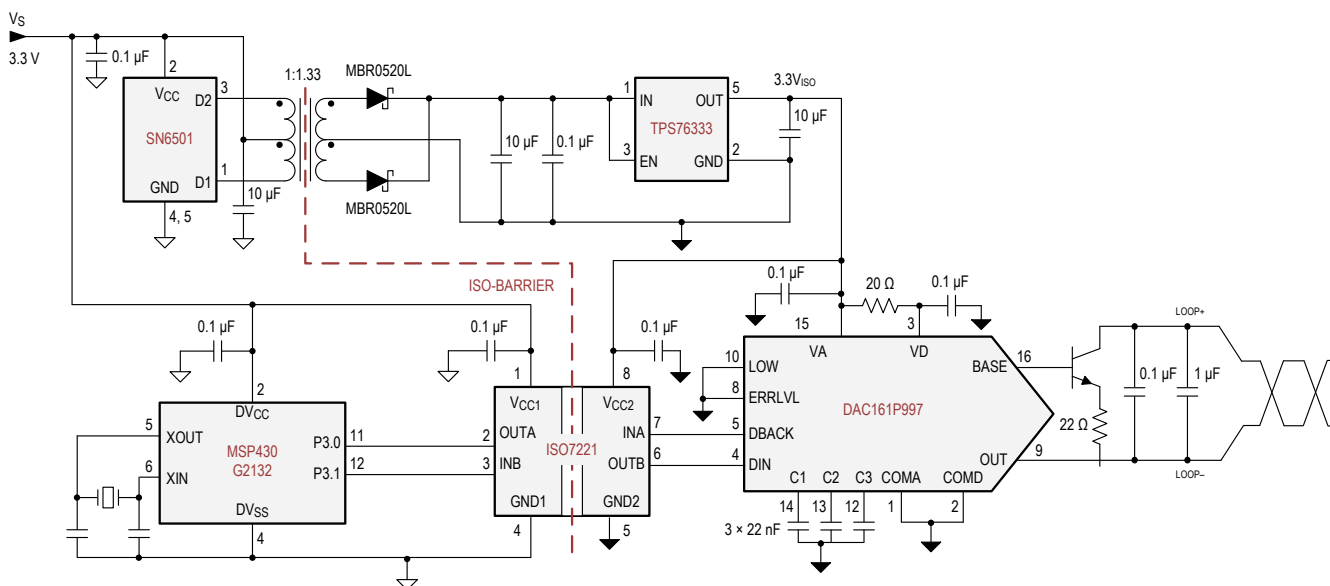 VS
3.3 V
0.1 µF
2
VCC
D2
3
SN6501
D1
1
GND
4, 5
10 µF
1:1.33
MBR0520L
MBR0520L
10 µF
0.1 µF
1
IN
OUT
5
TPS76333
3
EN
GND
2
3.3VISO
10 µF
ISO-BARRIER
0.1 µF
2
DVCC
5
XOUT
6
XIN
MSP430
G2132
P3.0
11
P3.1
12
DVSS
4
0.1 µF
1
VCC1
2
OUTA
3
INB
GND1
4
ISO7221
0.1 µF
8
VCC2
INA
7
OUTB
6
GND2
5
0.1 µF
20 Ω
0.1 µF
15
3
VA
VD
10
LOW
8
ERRLVL
5
DBACK
4
DIN
DAC161P997
BASE
16
OUT
9
C1
C2
C3
COMA
COMD
14
13
12
1
2
3 × 22 nF
22 Ω
0.1 µF
1 µF
LOOP+
LOOP–